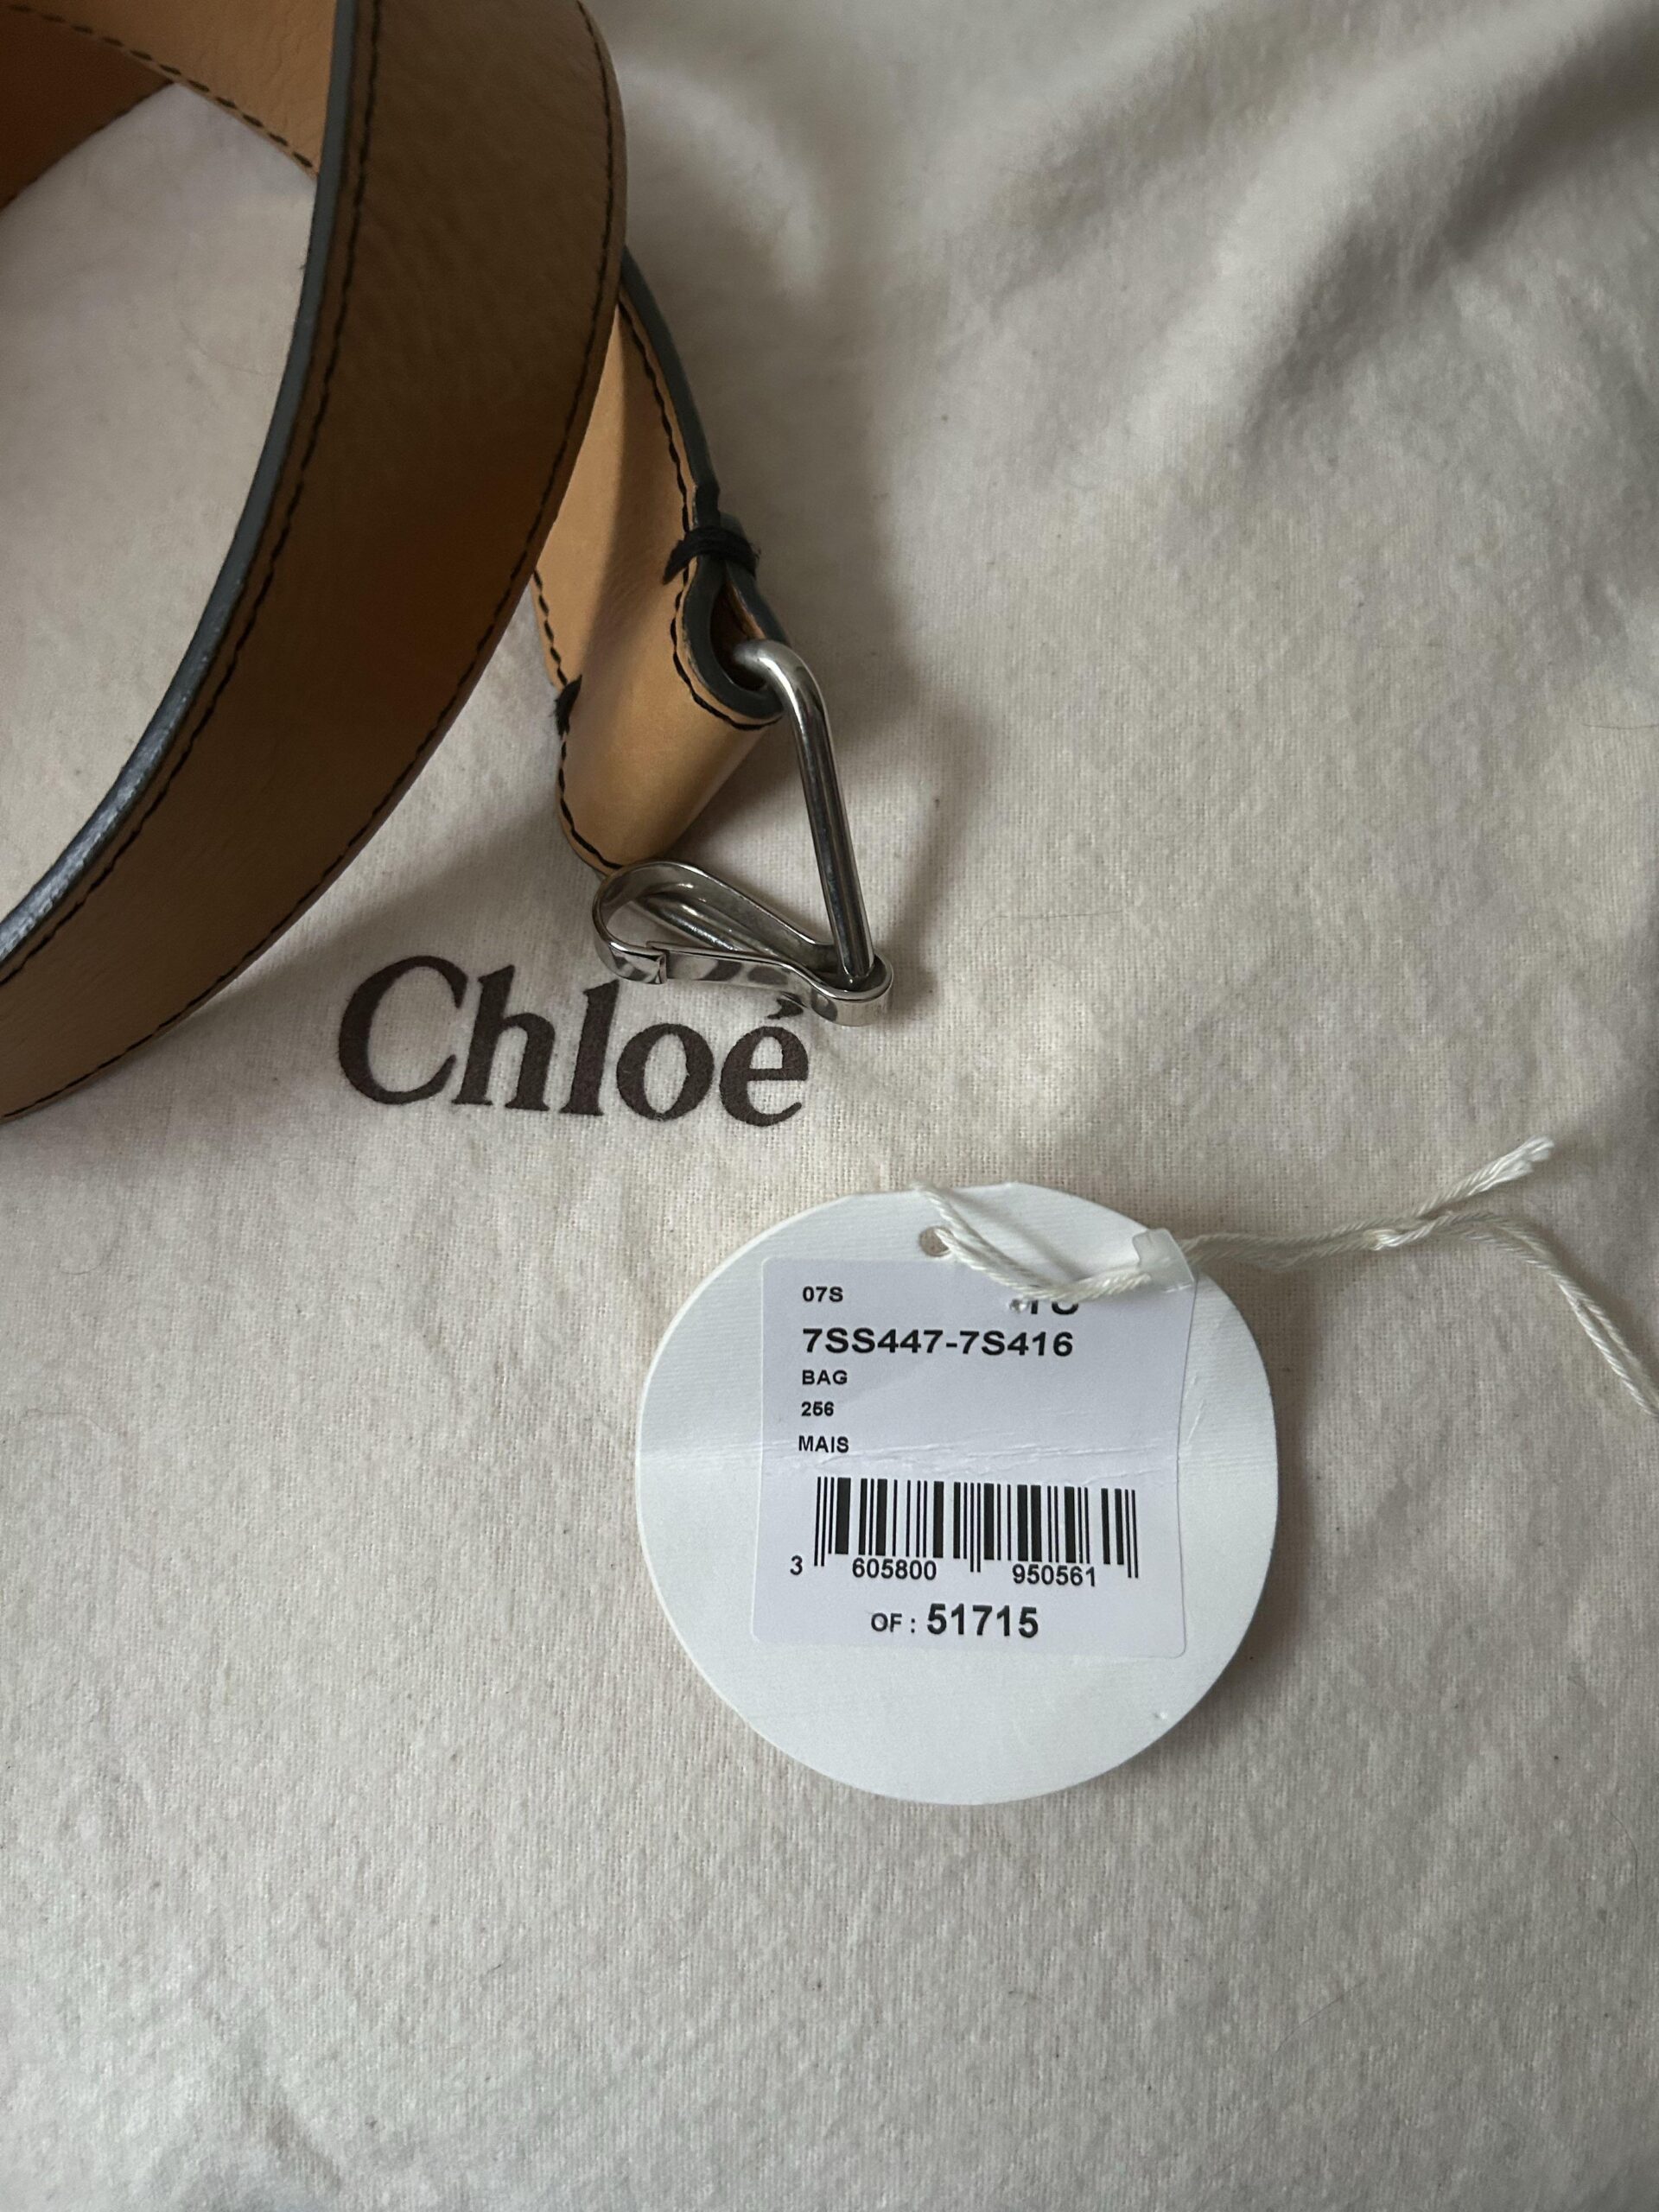 Chloé
07S
7SS447-7S416
BAG
256
MAIS
3 605800 950561
OF : 51715